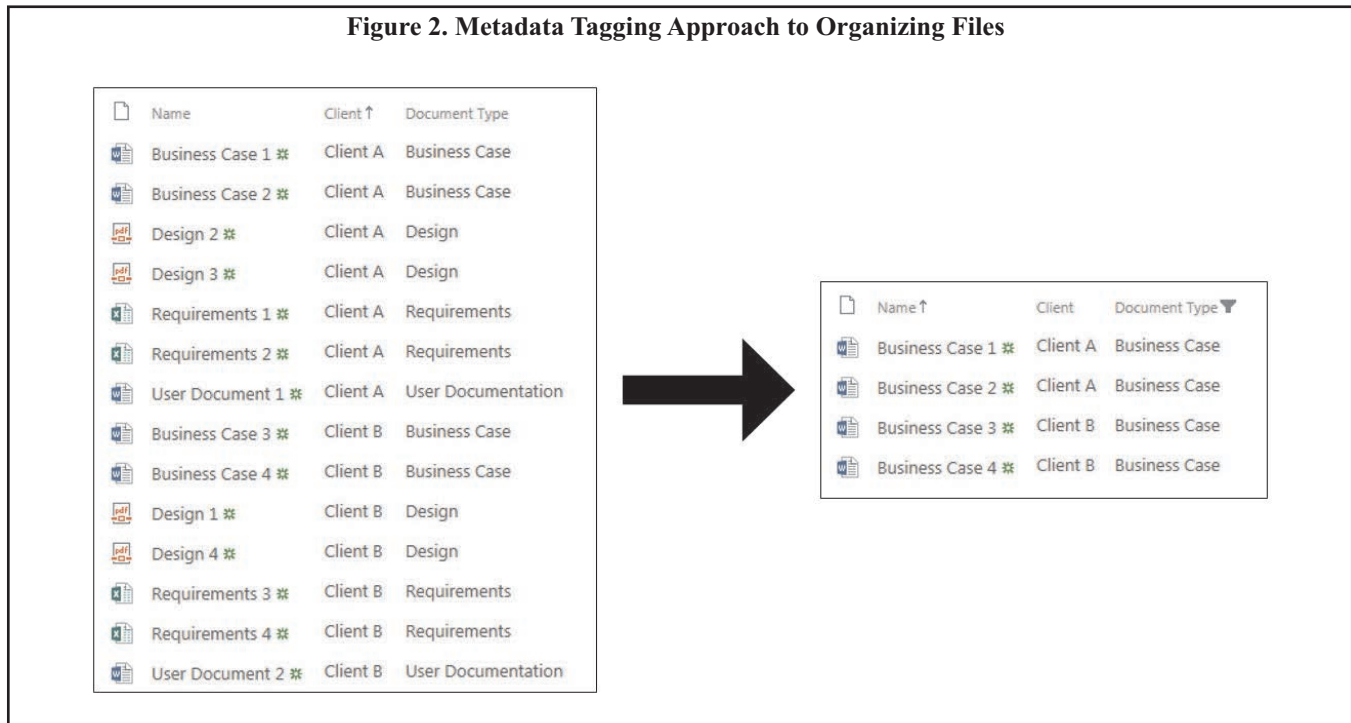 Figure 2. Metadata Tagging Approach to Organizing Files
Name Client↑ Document Type
Business Case 1 Client A Business Case
Business Case 2 Client A Business Case
Design 2 Client A Design
Design 3 Client A Design
Requirements 1 Client A Requirements
Requirements 2 Client A Requirements
User Document 1 Client A User Documentation
Business Case 3 Client B Business Case
Business Case 4 Client B Business Case
Design 1 Client B Design
Design 4 Client B Design
Requirements 3 Client B Requirements
Requirements 4 Client B Requirements
User Document 2 Client B User Documentation
Name↑ Client Document Type
Business Case 1 Client A Business Case
Business Case 2 Client A Business Case
Business Case 3 Client B Business Case
Business Case 4 Client B Business Case